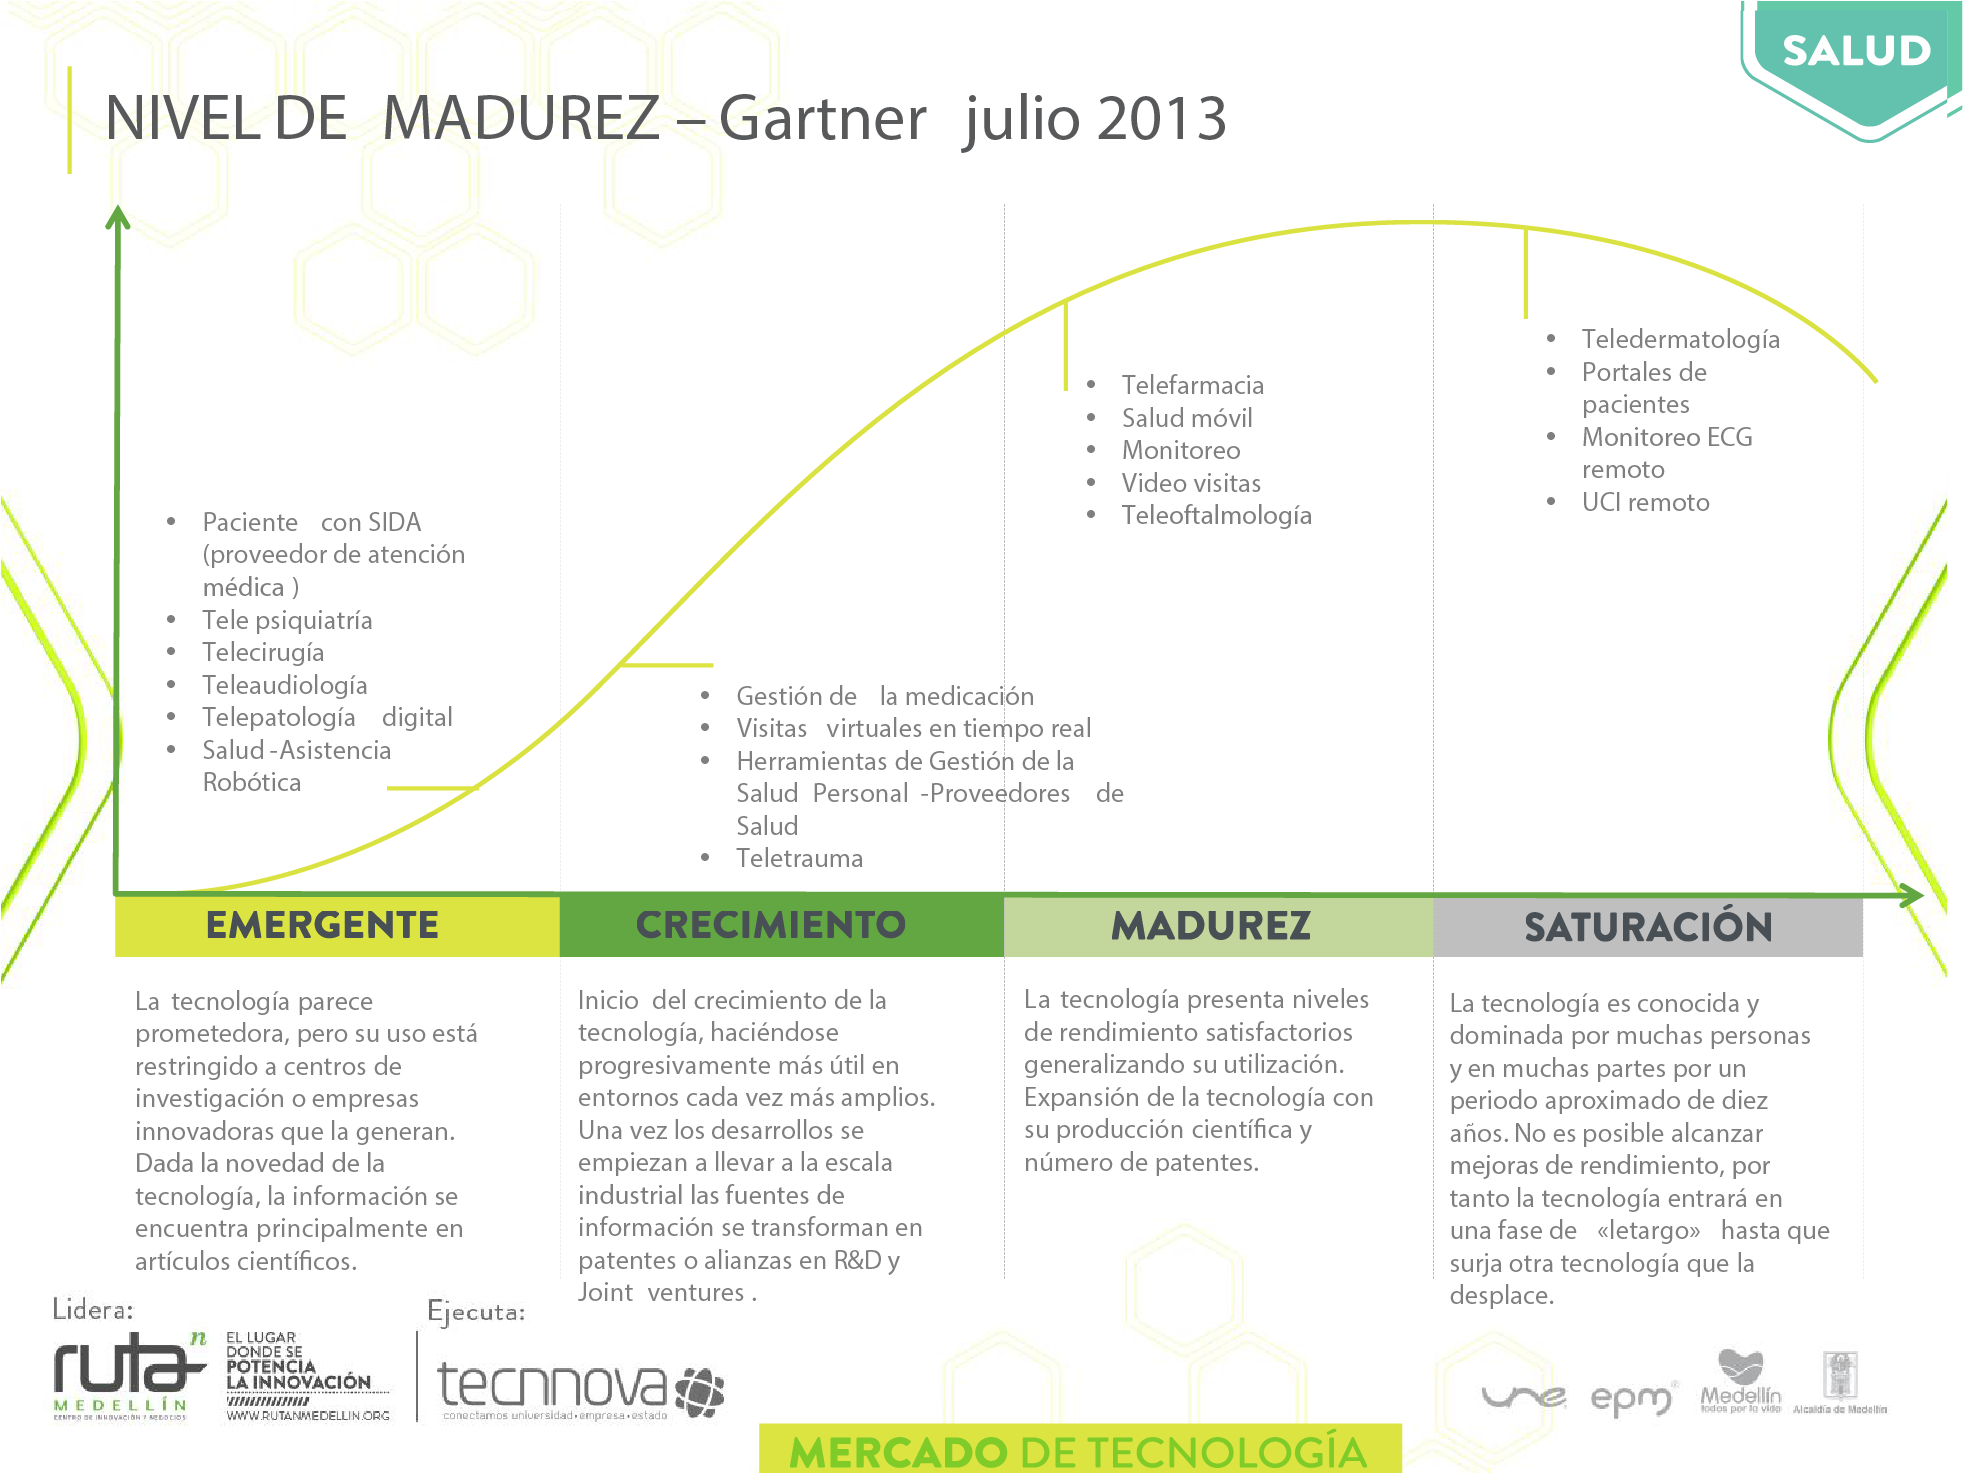 SALUD
NIVEL DE MADUREZ – Gartner julio 2013
• Paciente con SIDA
(proveedor de atención
médica )
• Tele psiquiatría
• Telecirugía
• Teleaudiología
• Telepatología digital
• Salud -Asistencia
Robótica
• Gestión de la medicación
• Visitas virtuales en tiempo real
• Herramientas de Gestión de la
Salud Personal -Proveedores de
Salud
• Teletrauma
• Telefarmacia
• Salud móvil
• Monitoreo
• Video visitas
• Teleoftalmología
• Teledermatología
• Portales de
pacientes
• Monitoreo ECG
remoto
• UCI remoto
EMERGENTE
La tecnología parece
prometedora, pero su uso está
restringido a centros de
investigación o empresas
innovadoras que la generan.
Dada la novedad de la
tecnología, la información se
encuentra principalmente en
artículos científicos.
CRECIMIENTO
Inicio del crecimiento de la
tecnología, haciéndose
progresivamente más útil en
entornos cada vez más amplios.
Una vez los desarrollos se
empiezan a llevar a la escala
industrial las fuentes de
información se transforman en
patentes o alianzas en R&D y
Joint ventures .
MADUREZ
La tecnología presenta niveles
de rendimiento satisfactorios
generalizando su utilización.
Expansión de la tecnología con
su producción científica y
número de patentes.
SATURACIÓN
La tecnología es conocida y
dominada por muchas personas
y en muchas partes por un
periodo aproximado de diez
años. No es posible alcanzar
mejoras de rendimiento, por
tanto la tecnología entrará en
una fase de «letargo» hasta que
surja otra tecnología que la
desplace.
Lidera:
ruta n
MEDELLÍN
CENTRO DE INNOVACIÓN Y NEGOCIOS
EL LUGAR
DONDE SE
POTENCIA
LA INNOVACIÓN
WWW.RUTANMEDELLIN.ORG
Ejecuta:
tecnnova
conectamos universidad•empresa•estado
une
epm®
Medellín
todos por la vida
Alcaldía de Medellín
MERCADO DE TECNOLOGÍA